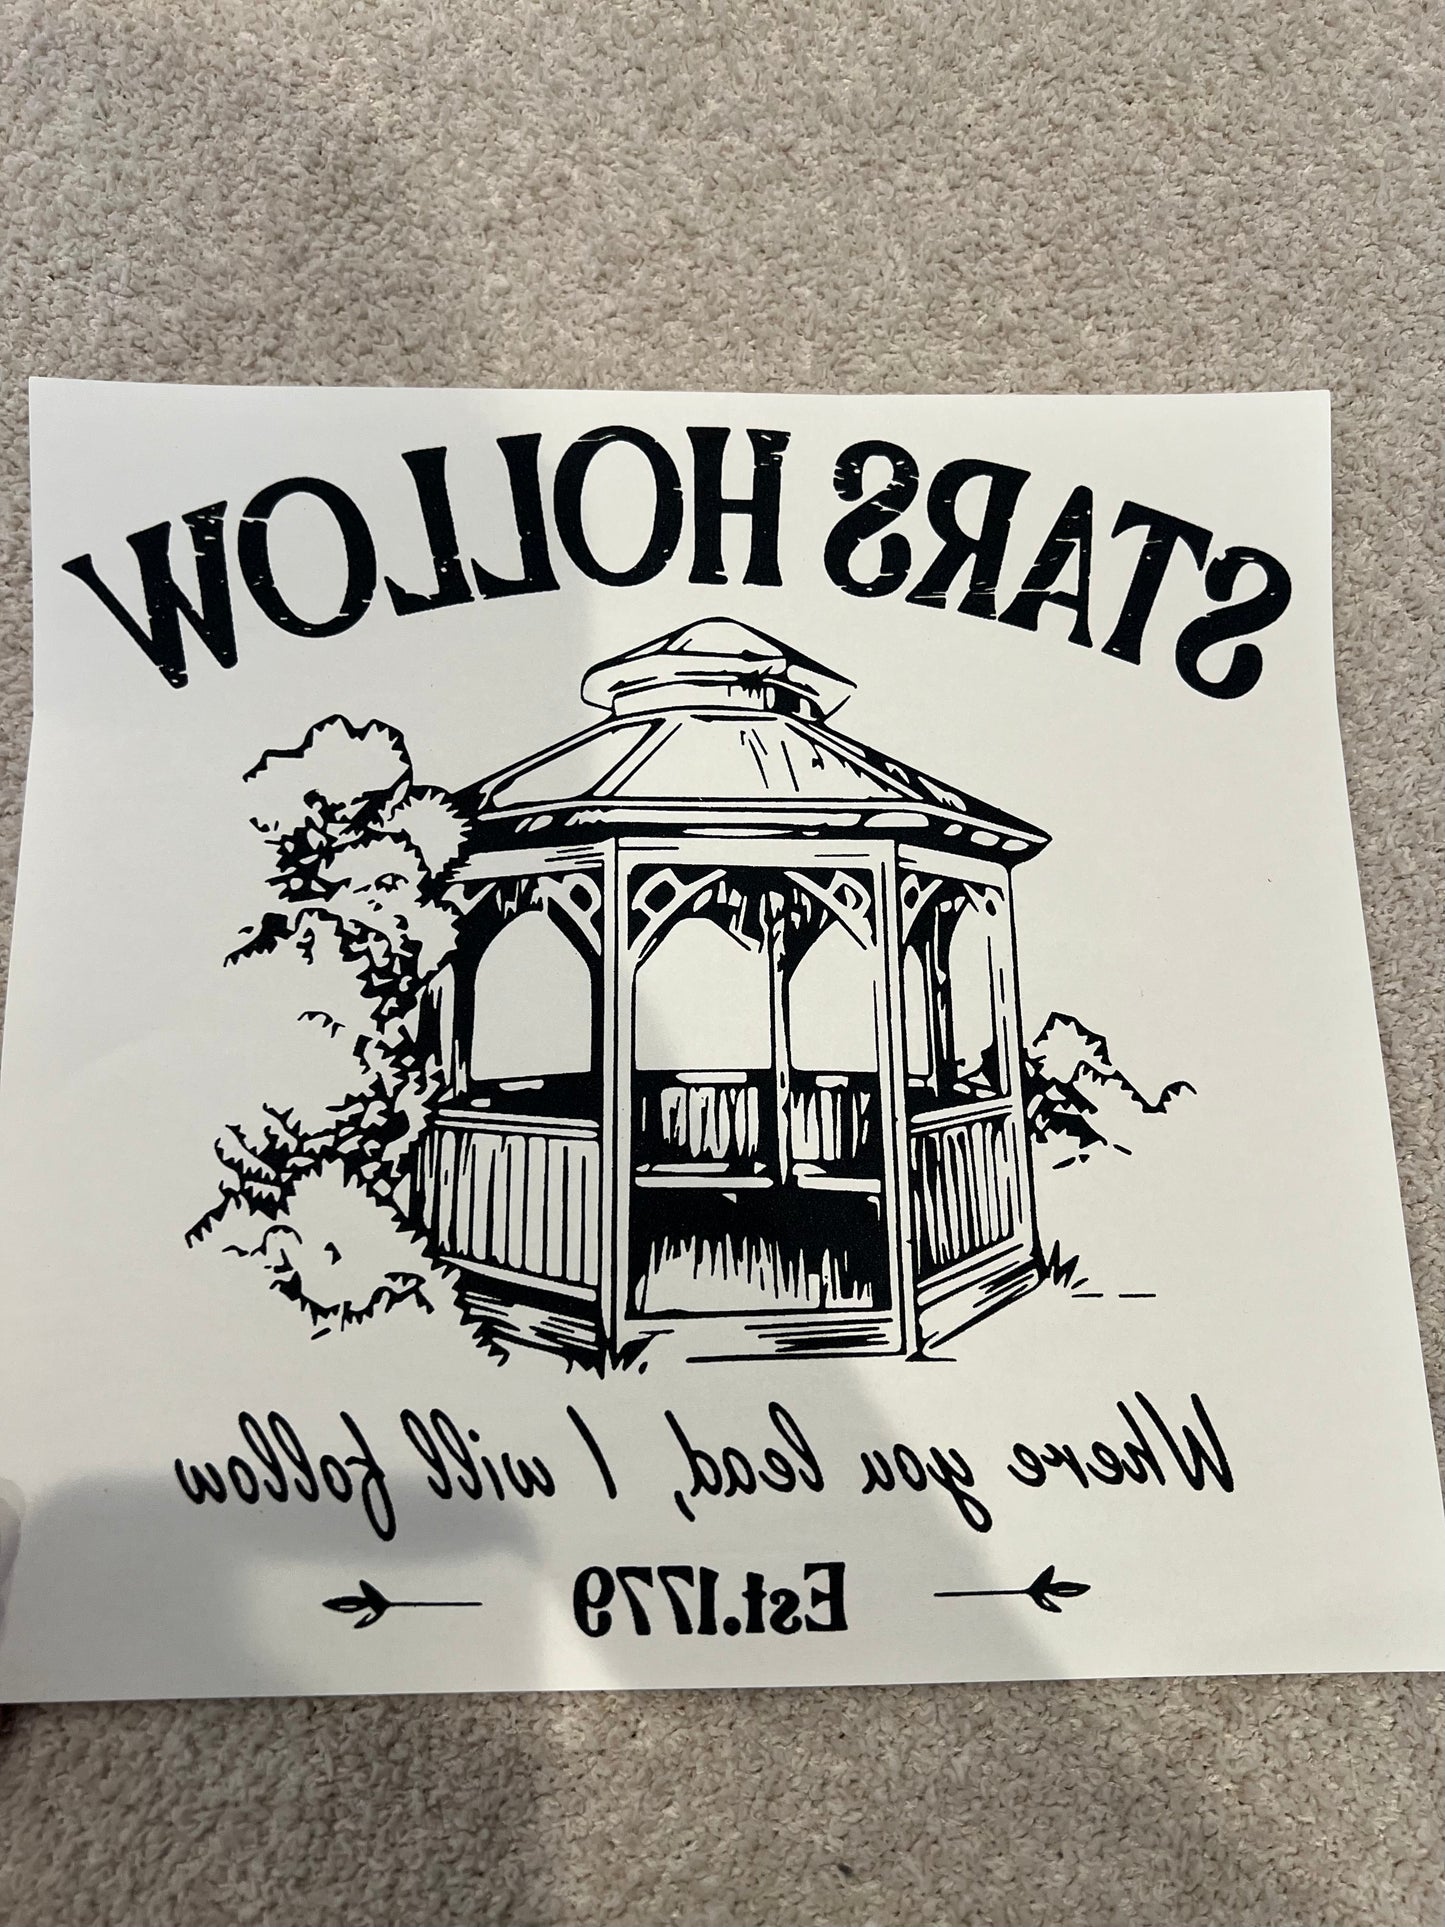 STARS HOLLOW
Where you lead, I will follow
Est.1779